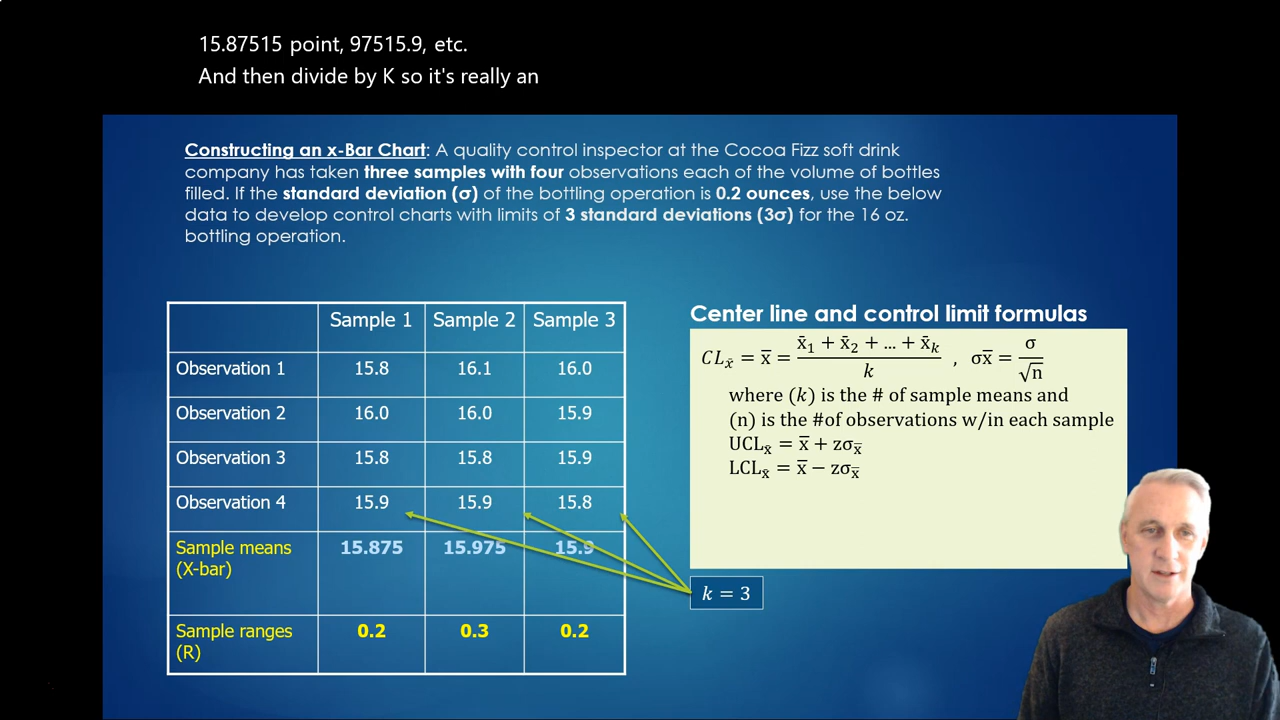 15.87515 point, 97515.9, etc.
And then divide by K so it's really an
Constructing an x-Bar Chart: A quality control inspector at the Cocoa Fizz soft drink
company has taken three samples with four observations each of the volume of bottles
filled. If the standard deviation (σ) of the bottling operation is 0.2 ounces, use the below
data to develop control charts with limits of 3 standard deviations (3σ) for the 16 oz.
bottling operation.
Sample 1 Sample 2 Sample 3
Observation 1 15.8 16.1 16.0
Observation 2 16.0 16.0 15.9
Observation 3 15.8 15.8 15.9
Observation 4 15.9 15.9 15.8
Sample means
(X-bar) 15.875 15.975 15.9
Sample ranges
(R) 0.2 0.3 0.2
Center line and control limit formulas
CLx̄ = x̿ = (x̄1 + x̄2 + ... + x̄k) / k , σx̄ = σ / √n
where (k) is the # of sample means and
(n) is the #of observations w/in each sample
UCLx̄ = x̿ + zσx̄
LCLx̄ = x̿ − zσx̄
k = 3